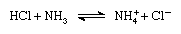 HCl + NH₃ ⇌ NH₄⁺ + Cl⁻